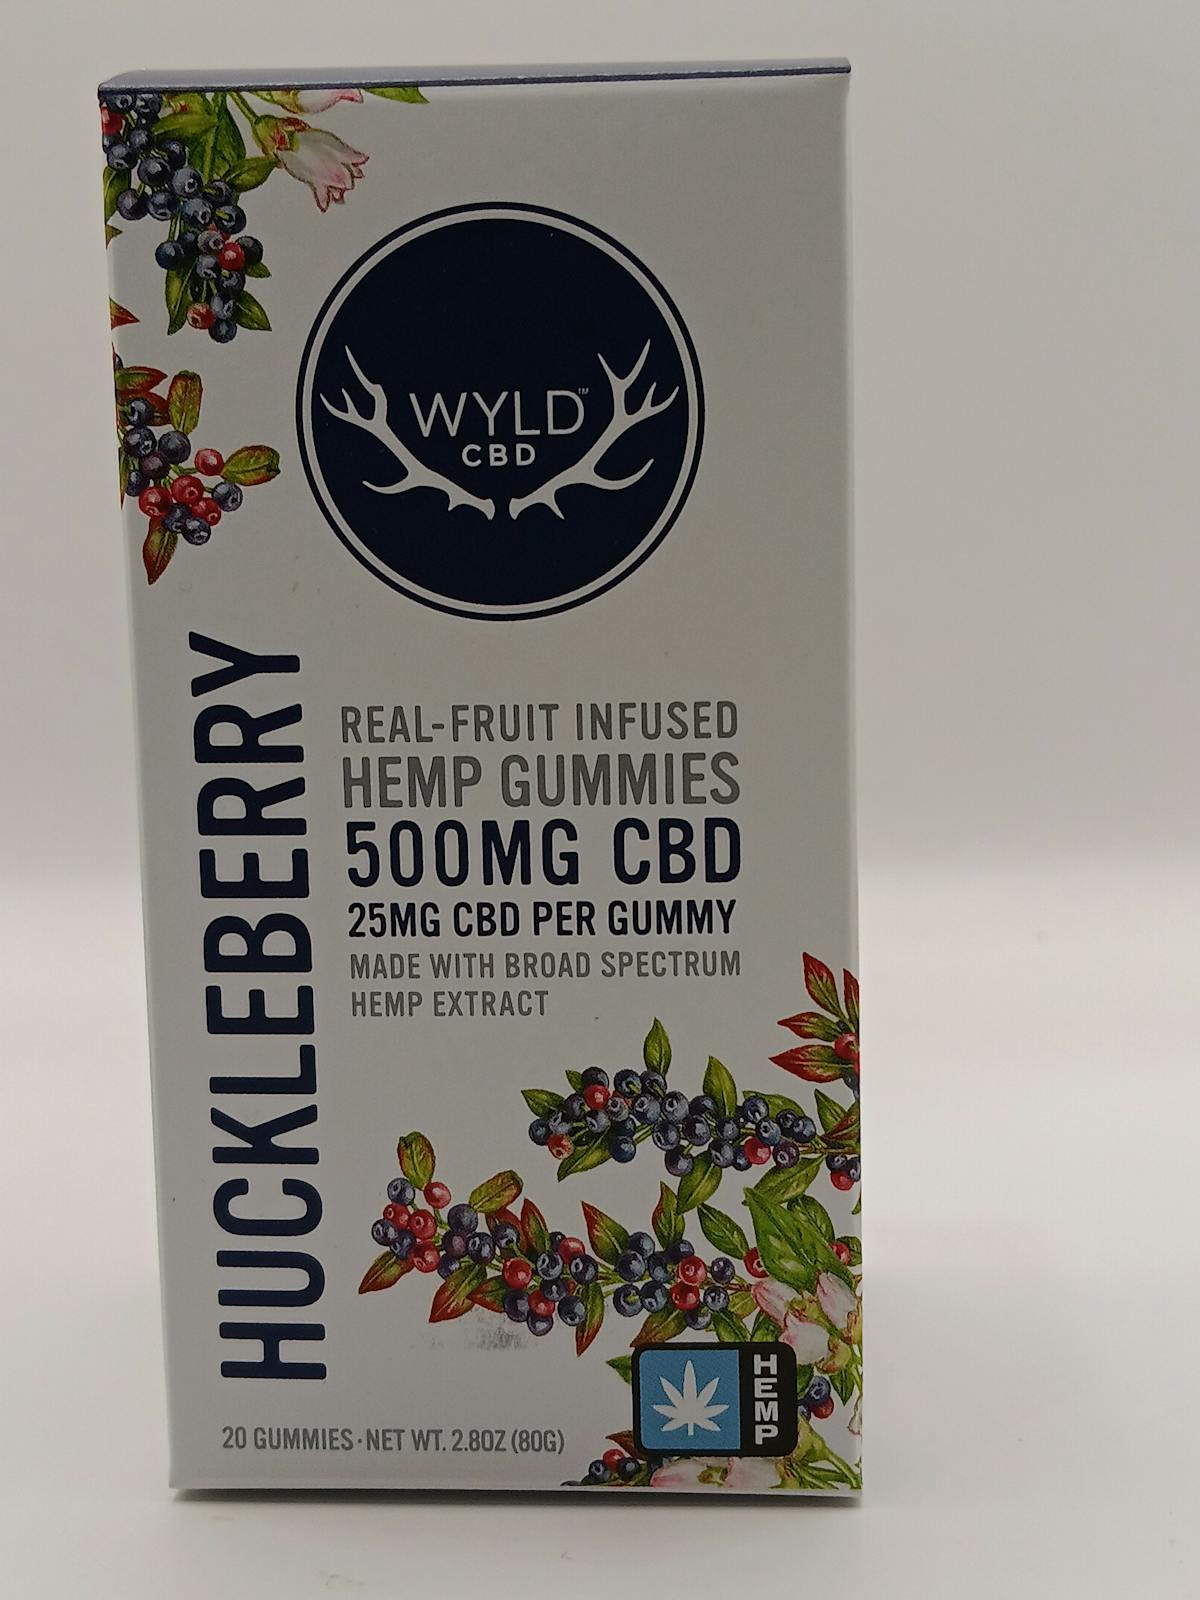 WYLD™
CBD
HUCKLEBERRY
REAL-FRUIT INFUSED
HEMP GUMMIES
500MG CBD
25MG CBD PER GUMMY
MADE WITH BROAD SPECTRUM
HEMP EXTRACT
20 GUMMIES·NET WT. 2.8OZ (80G)
HEMP